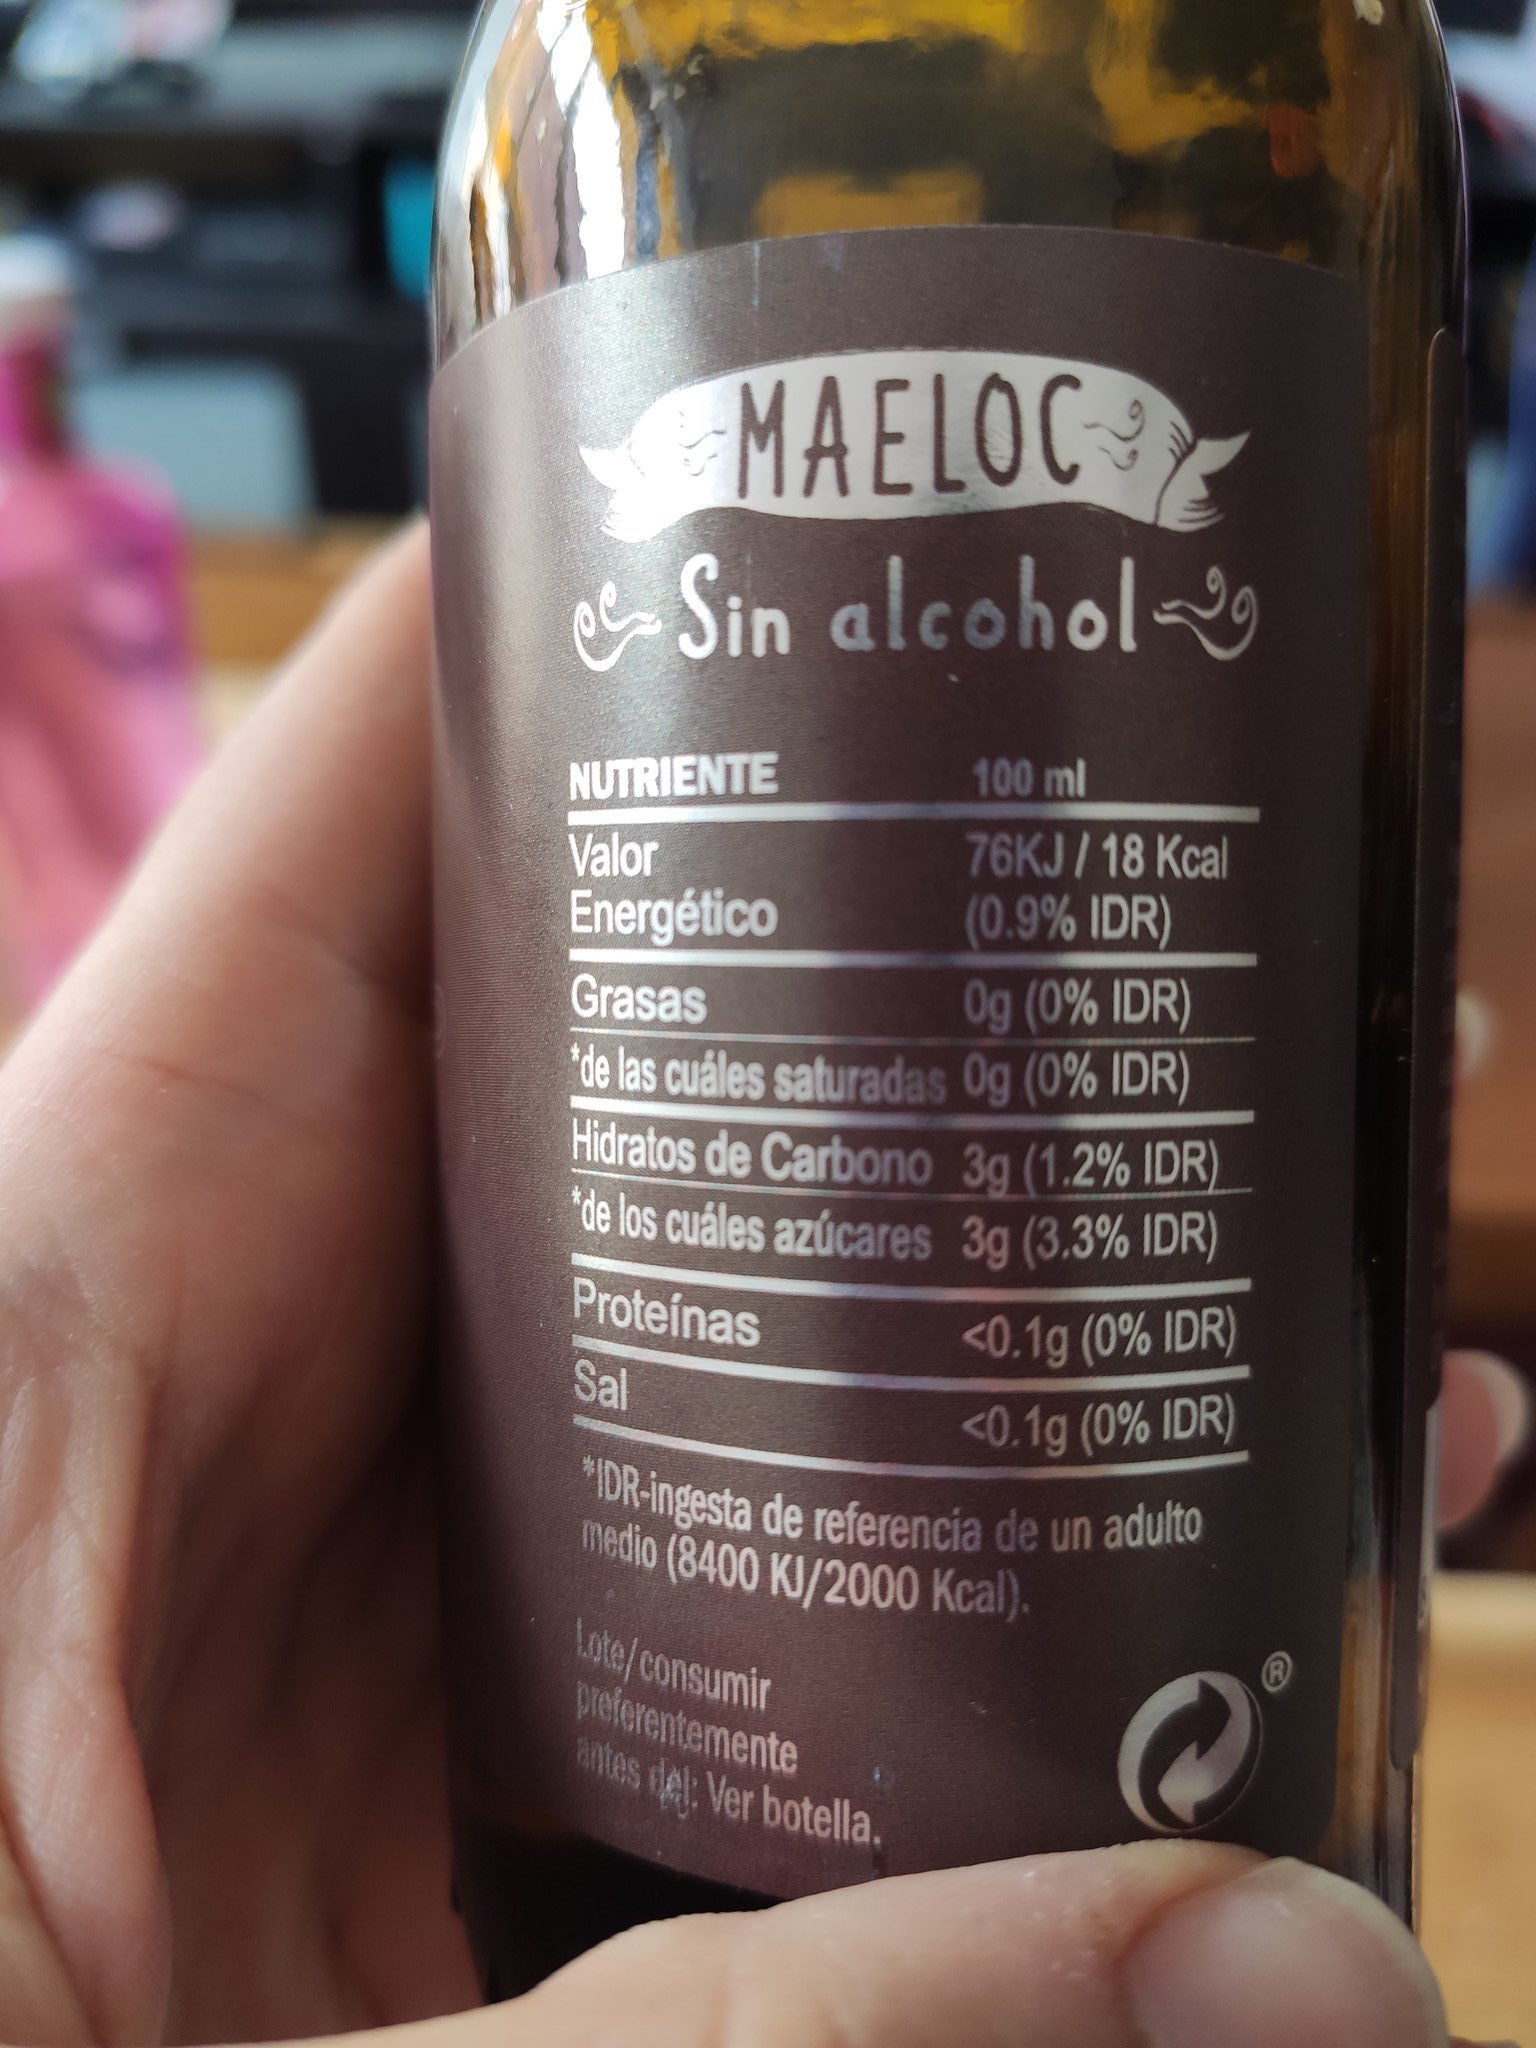 MAELOC
Sin alcohol
NUTRIENTE 100 ml
Valor 76KJ / 18 Kcal
Energético (0.9% IDR)
Grasas 0g (0% IDR)
*de las cuáles saturadas 0g (0% IDR)
Hidratos de Carbono 3g (1.2% IDR)
*de los cuáles azúcares 3g (3.3% IDR)
Proteínas <0.1g (0% IDR)
Sal <0.1g (0% IDR)
*IDR-ingesta de referencia de un adulto
medio (8400 KJ/2000 Kcal).
Lote/consumir
preferentemente
antes del: Ver botella.
®